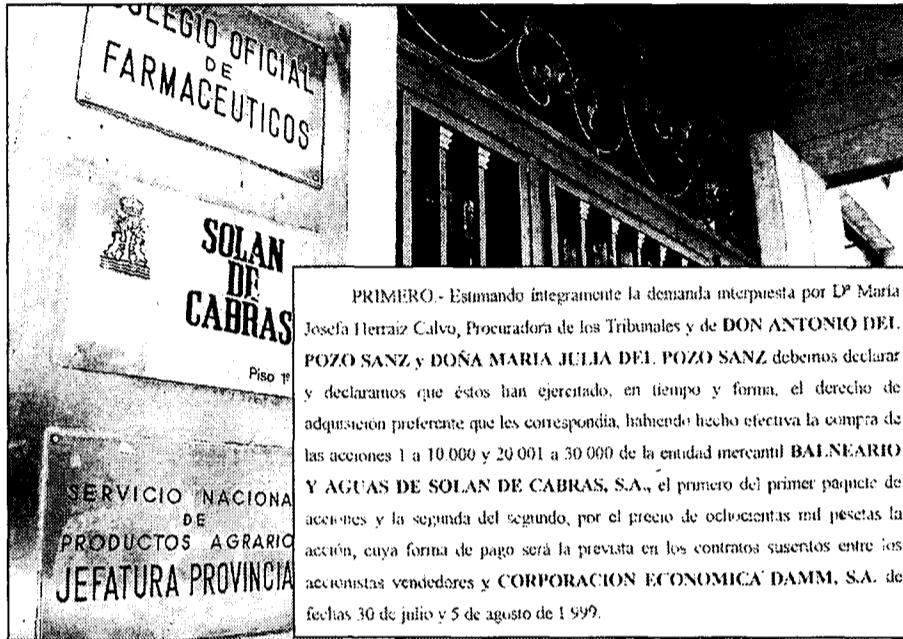 COLEGIO OFICIAL
DE
FARMACEUTICOS
SOLAN
DE
CABRAS
Piso 1º
SERVICIO NACIONA
DE
PRODUCTOS AGRARIO
JEFATURA PROVINCIA
PRIMERO.- Estimando íntegramente la demanda interpuesta por Dª María
Josefa Herraiz Calvo, Procuradora de los Tribunales y de DON ANTONIO DEL
POZO SANZ y DOÑA MARIA JULIA DEL POZO SANZ debemos declarar
y declaramos que éstos han ejercitado, en tiempo y forma, el derecho de
adquisición preferente que les correspondía, habiendo hecho efectiva la compra de
las acciones 1 a 10.000 y 20.001 a 30.000 de la entidad mercantil BALNEARIO
Y AGUAS DE SOLAN DE CABRAS, S.A., el primero del primer paquete de
acciones y la segunda del segundo, por el precio de ochocientas mil pesetas la
acción, cuya forma de pago será la prevista en los contratos suscritos entre los
accionistas vendedores y CORPORACION ECONOMICA DAMM, S.A. de
fechas 30 de julio y 5 de agosto de 1.999.